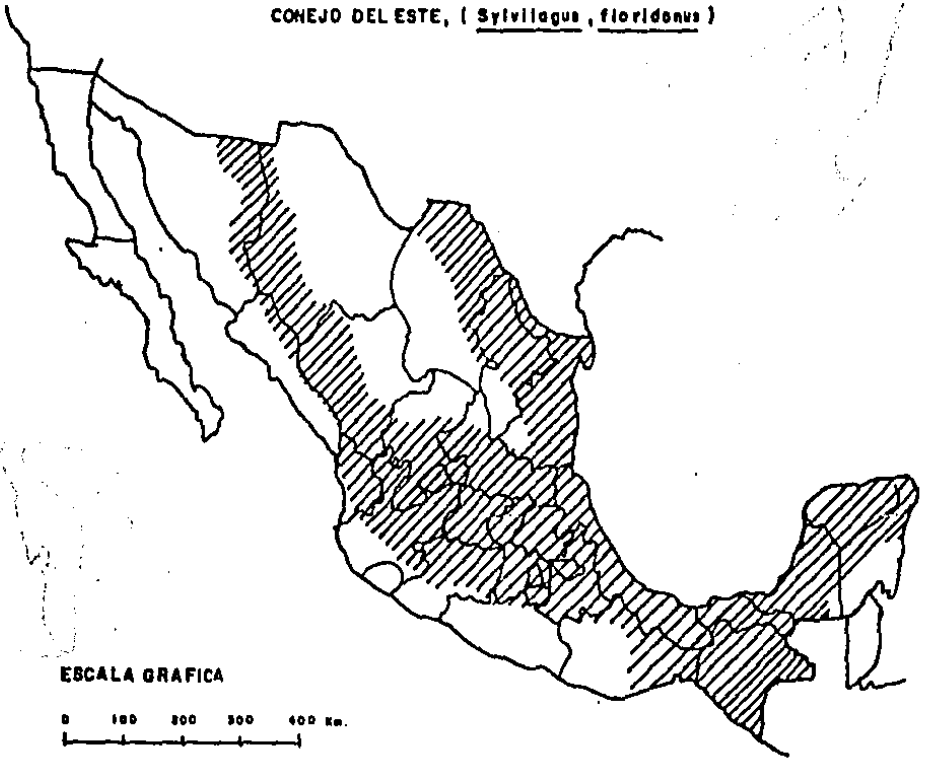 CONEJO DEL ESTE, ( Sylvilagus , floridanus )
ESCALA GRAFICA
0 100 200 300 400 Km.